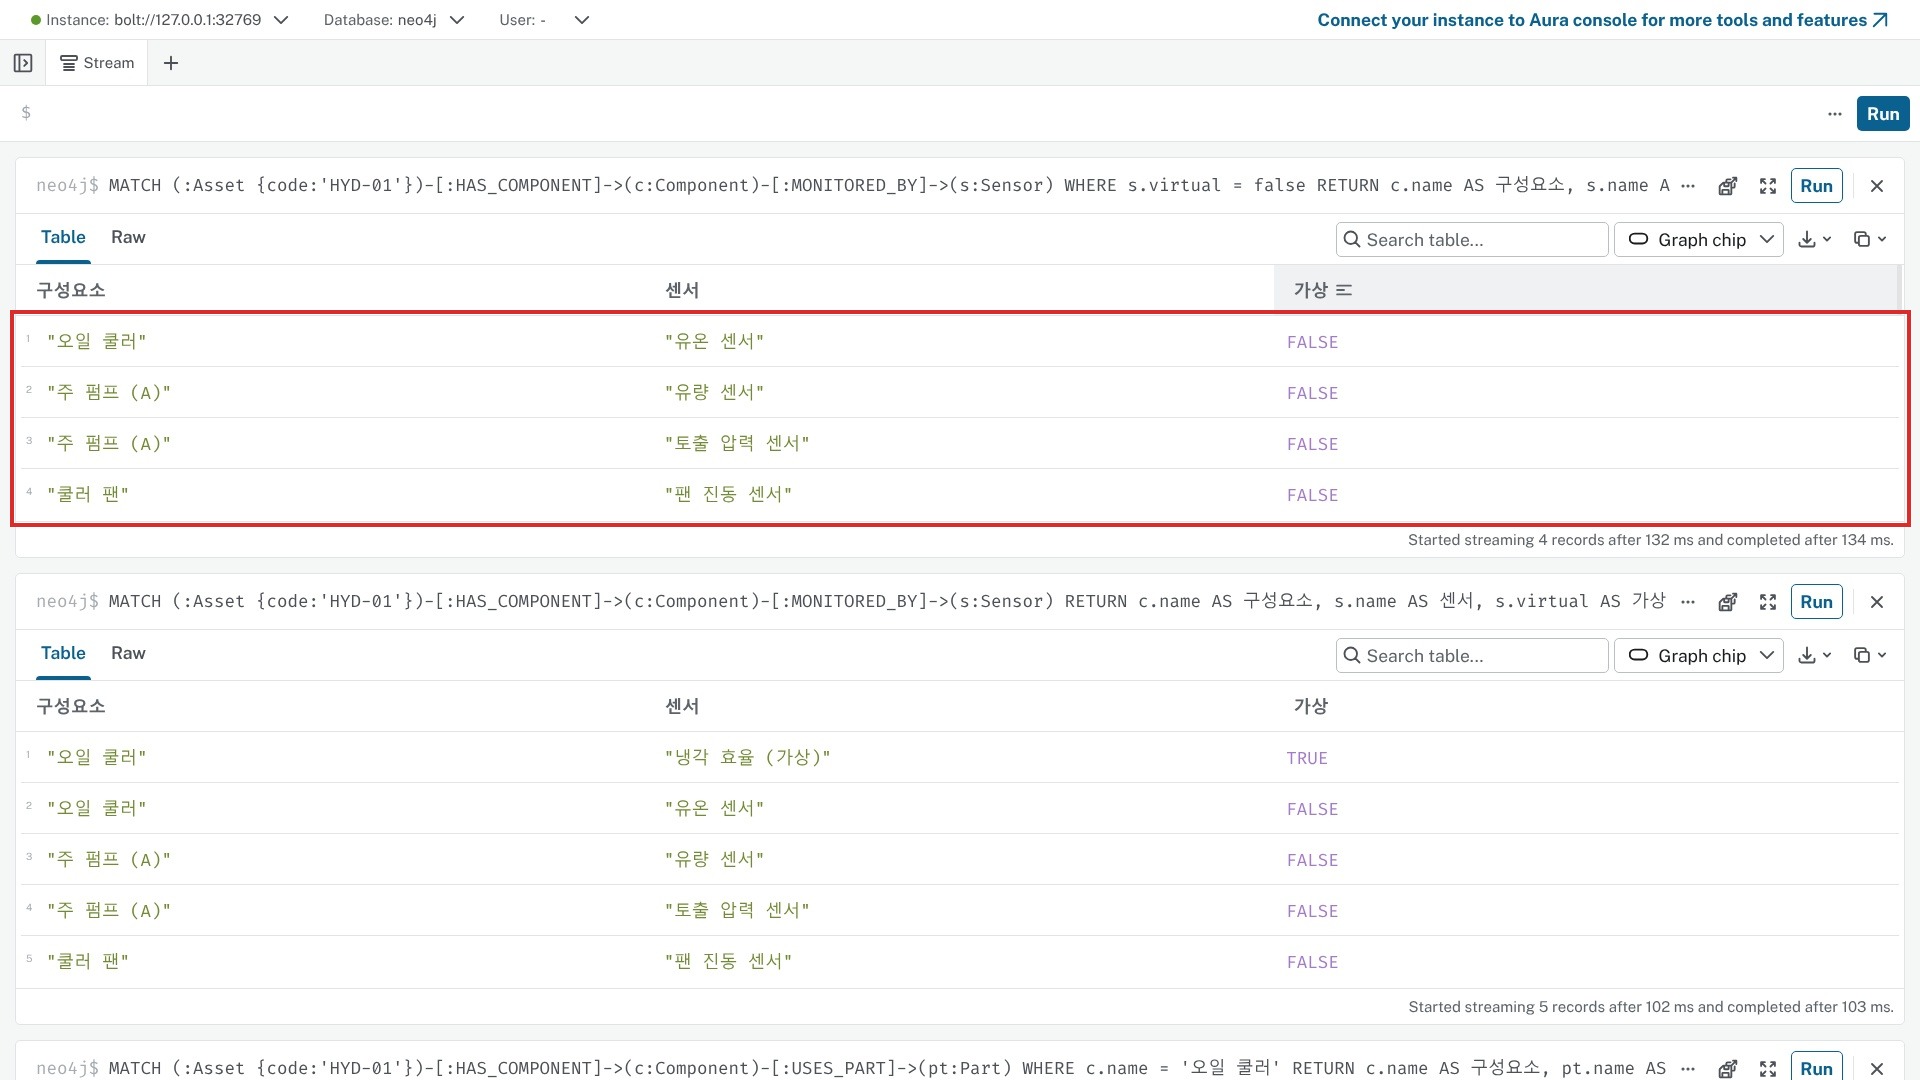 Instance: bolt://127.0.0.1:32769 Database: neo4j User: - Connect your instance to Aura console for more tools and features
Stream
$ ... Run
neo4j$ MATCH (:Asset {code:'HYD-01'})-[:HAS_COMPONENT]->(c:Component)-[:MONITORED_BY]->(s:Sensor) WHERE s.virtual = false RETURN c.name AS 구성요소, s.name A ... Run
Table Raw Search table... Graph chip
구성요소 센서 가상
1 "오일 쿨러" "유온 센서" FALSE
2 "주 펌프 (A)" "유량 센서" FALSE
3 "주 펌프 (A)" "토출 압력 센서" FALSE
4 "쿨러 팬" "팬 진동 센서" FALSE
Started streaming 4 records after 132 ms and completed after 134 ms.
neo4j$ MATCH (:Asset {code:'HYD-01'})-[:HAS_COMPONENT]->(c:Component)-[:MONITORED_BY]->(s:Sensor) RETURN c.name AS 구성요소, s.name AS 센서, s.virtual AS 가상 ... Run
Table Raw Search table... Graph chip
구성요소 센서 가상
1 "오일 쿨러" "냉각 효율 (가상)" TRUE
2 "오일 쿨러" "유온 센서" FALSE
3 "주 펌프 (A)" "유량 센서" FALSE
4 "주 펌프 (A)" "토출 압력 센서" FALSE
5 "쿨러 팬" "팬 진동 센서" FALSE
Started streaming 5 records after 102 ms and completed after 103 ms.
neo4j$ MATCH (:Asset {code:'HYD-01'})-[:HAS_COMPONENT]->(c:Component)-[:USES_PART]->(pt:Part) WHERE c.name = '오일 쿨러' RETURN c.name AS 구성요소, pt.name AS ... Run